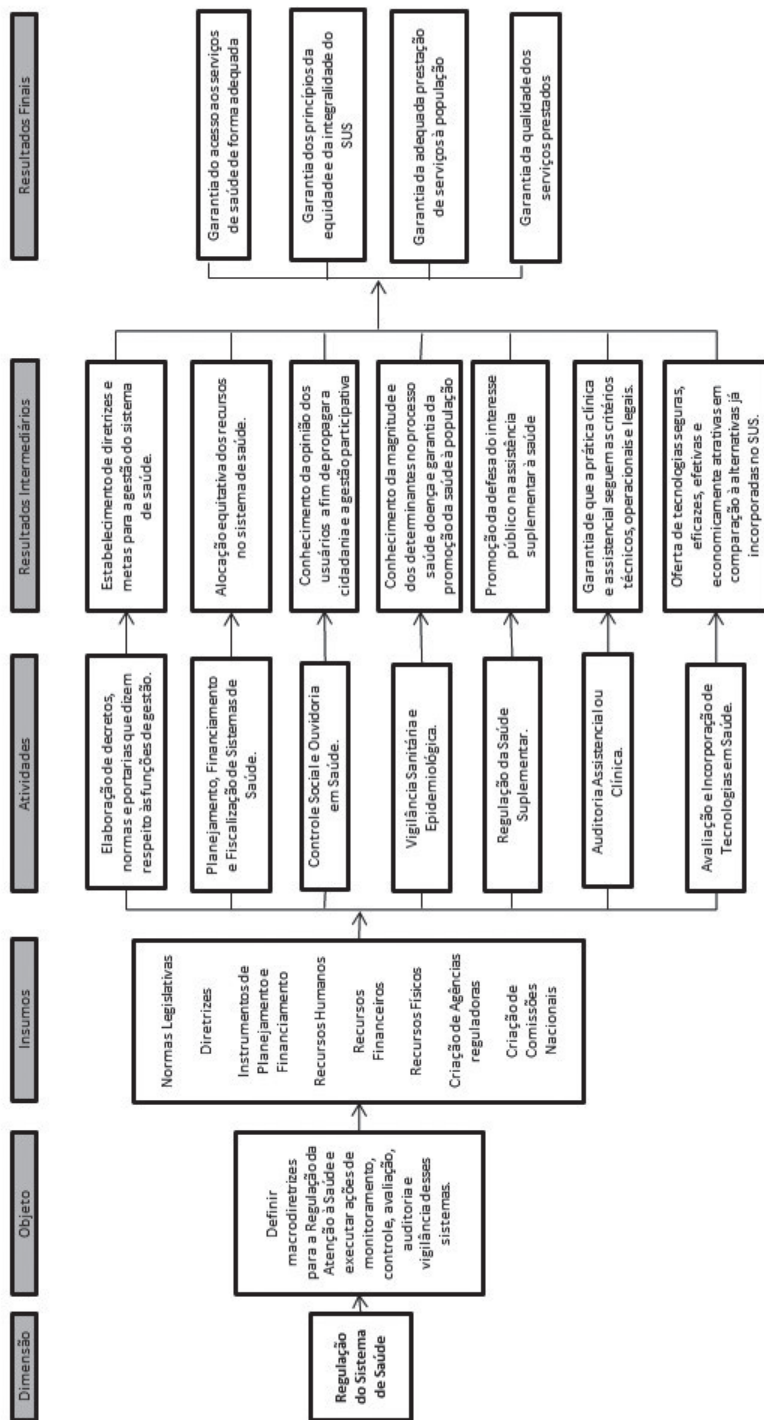 Dimensão
Objeto
Insumos
Atividades
Resultados Intermediários
Resultados Finais
Regulação
do Sistema
de Saúde
Definir
macrodiretrizes
para a Regulação da
Atenção à Saúde e
executar ações de
monitoramento,
controle, avaliação,
auditoria e
vigilância desses
sistemas.
Normas Legislativas
Diretrizes
Instrumentos de
Planejamento e
Financiamento
Recursos Humanos
Recursos
Financeiros
Recursos Físicos
Criação de Agências
reguladoras
Criação de
Comissões
Nacionais
Elaboração de decretos,
normas e portarias que dizem
respeito às funções de gestão.
Planejamento, Financiamento
e Fiscalização de Sistemas de
Saúde.
Controle Social e Ouvidoria
em Saúde.
Vigilância Sanitária e
Epidemiológica.
Regulação da Saúde
Suplementar.
Auditoria Assistencial ou
Clínica.
Avaliação e Incorporação de
Tecnologias em Saúde.
Estabelecimento de diretrizes e
metas para a gestão do sistema
de saúde.
Alocação equitativa dos recursos
no sistema de saúde.
Conhecimento da opinião dos
usuários a fim de propagar a
cidadania e a gestão participativa
Conhecimento da magnitude e
dos determinantes no processo
saúde doença e garantia da
promoção da saúde à população
Promoção da defesa do interesse
público na assistência
suplementar à saúde
Garantia de que a prática clínica
e assistencial seguem as critérios
técnicos, operacionais e legais.
Oferta de tecnologias seguras,
eficazes, efetivas e
economicamente atrativas em
comparação à alternativas já
incorporadas no SUS.
Garantia do acesso aos serviços
de saúde de forma adequada
Garantia dos princípios da
equidade e da integralidade do
SUS
Garantia da adequada prestação
de serviços à população
Garantia da qualidade dos
serviços prestados